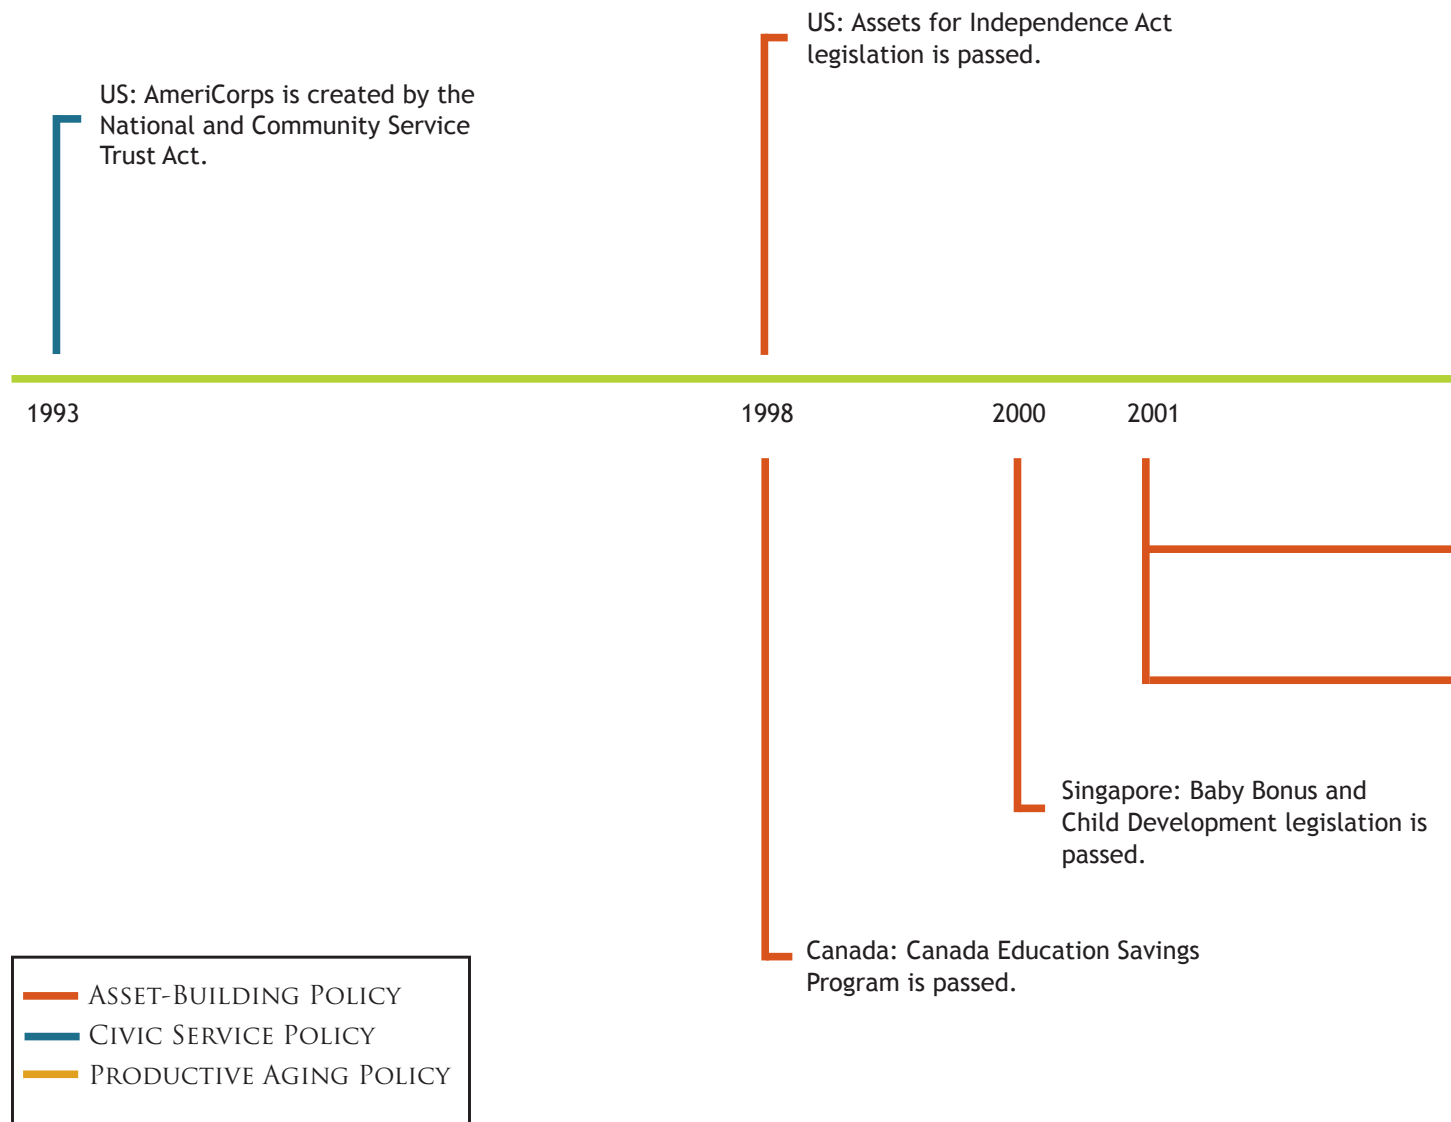 US: Assets for Independence Act
legislation is passed.
US: AmeriCorps is created by the
National and Community Service
Trust Act.
1993
1998
2000
2001
Singapore: Baby Bonus and
Child Development legislation is
passed.
Canada: Canada Education Savings
Program is passed.
Asset-Building Policy
Civic Service Policy
Productive Aging Policy